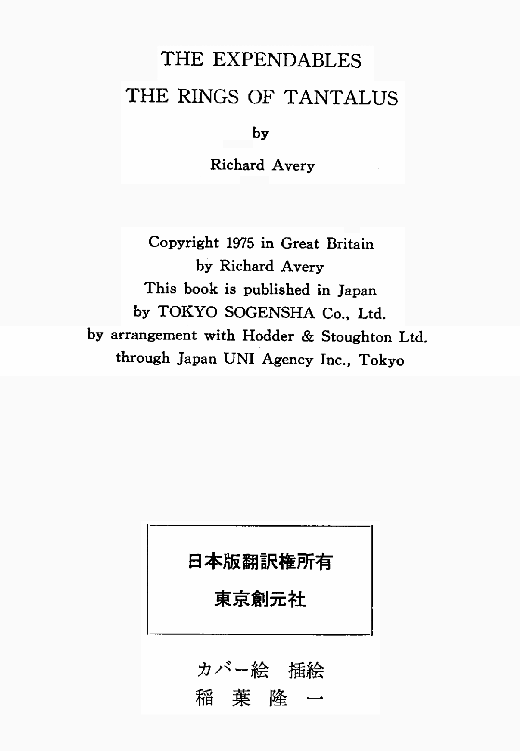 THE EXPENDABLES
THE RINGS OF TANTALUS
by
Richard Avery
Copyright 1975 in Great Britain
by Richard Avery
This book is published in Japan
by TOKYO SOGENSHA Co., Ltd.
by arrangement with Hodder & Stoughton Ltd.
through Japan UNI Agency Inc., Tokyo
日本版翻訳権所有
東京創元社
カバー絵 挿絵
稲葉隆一